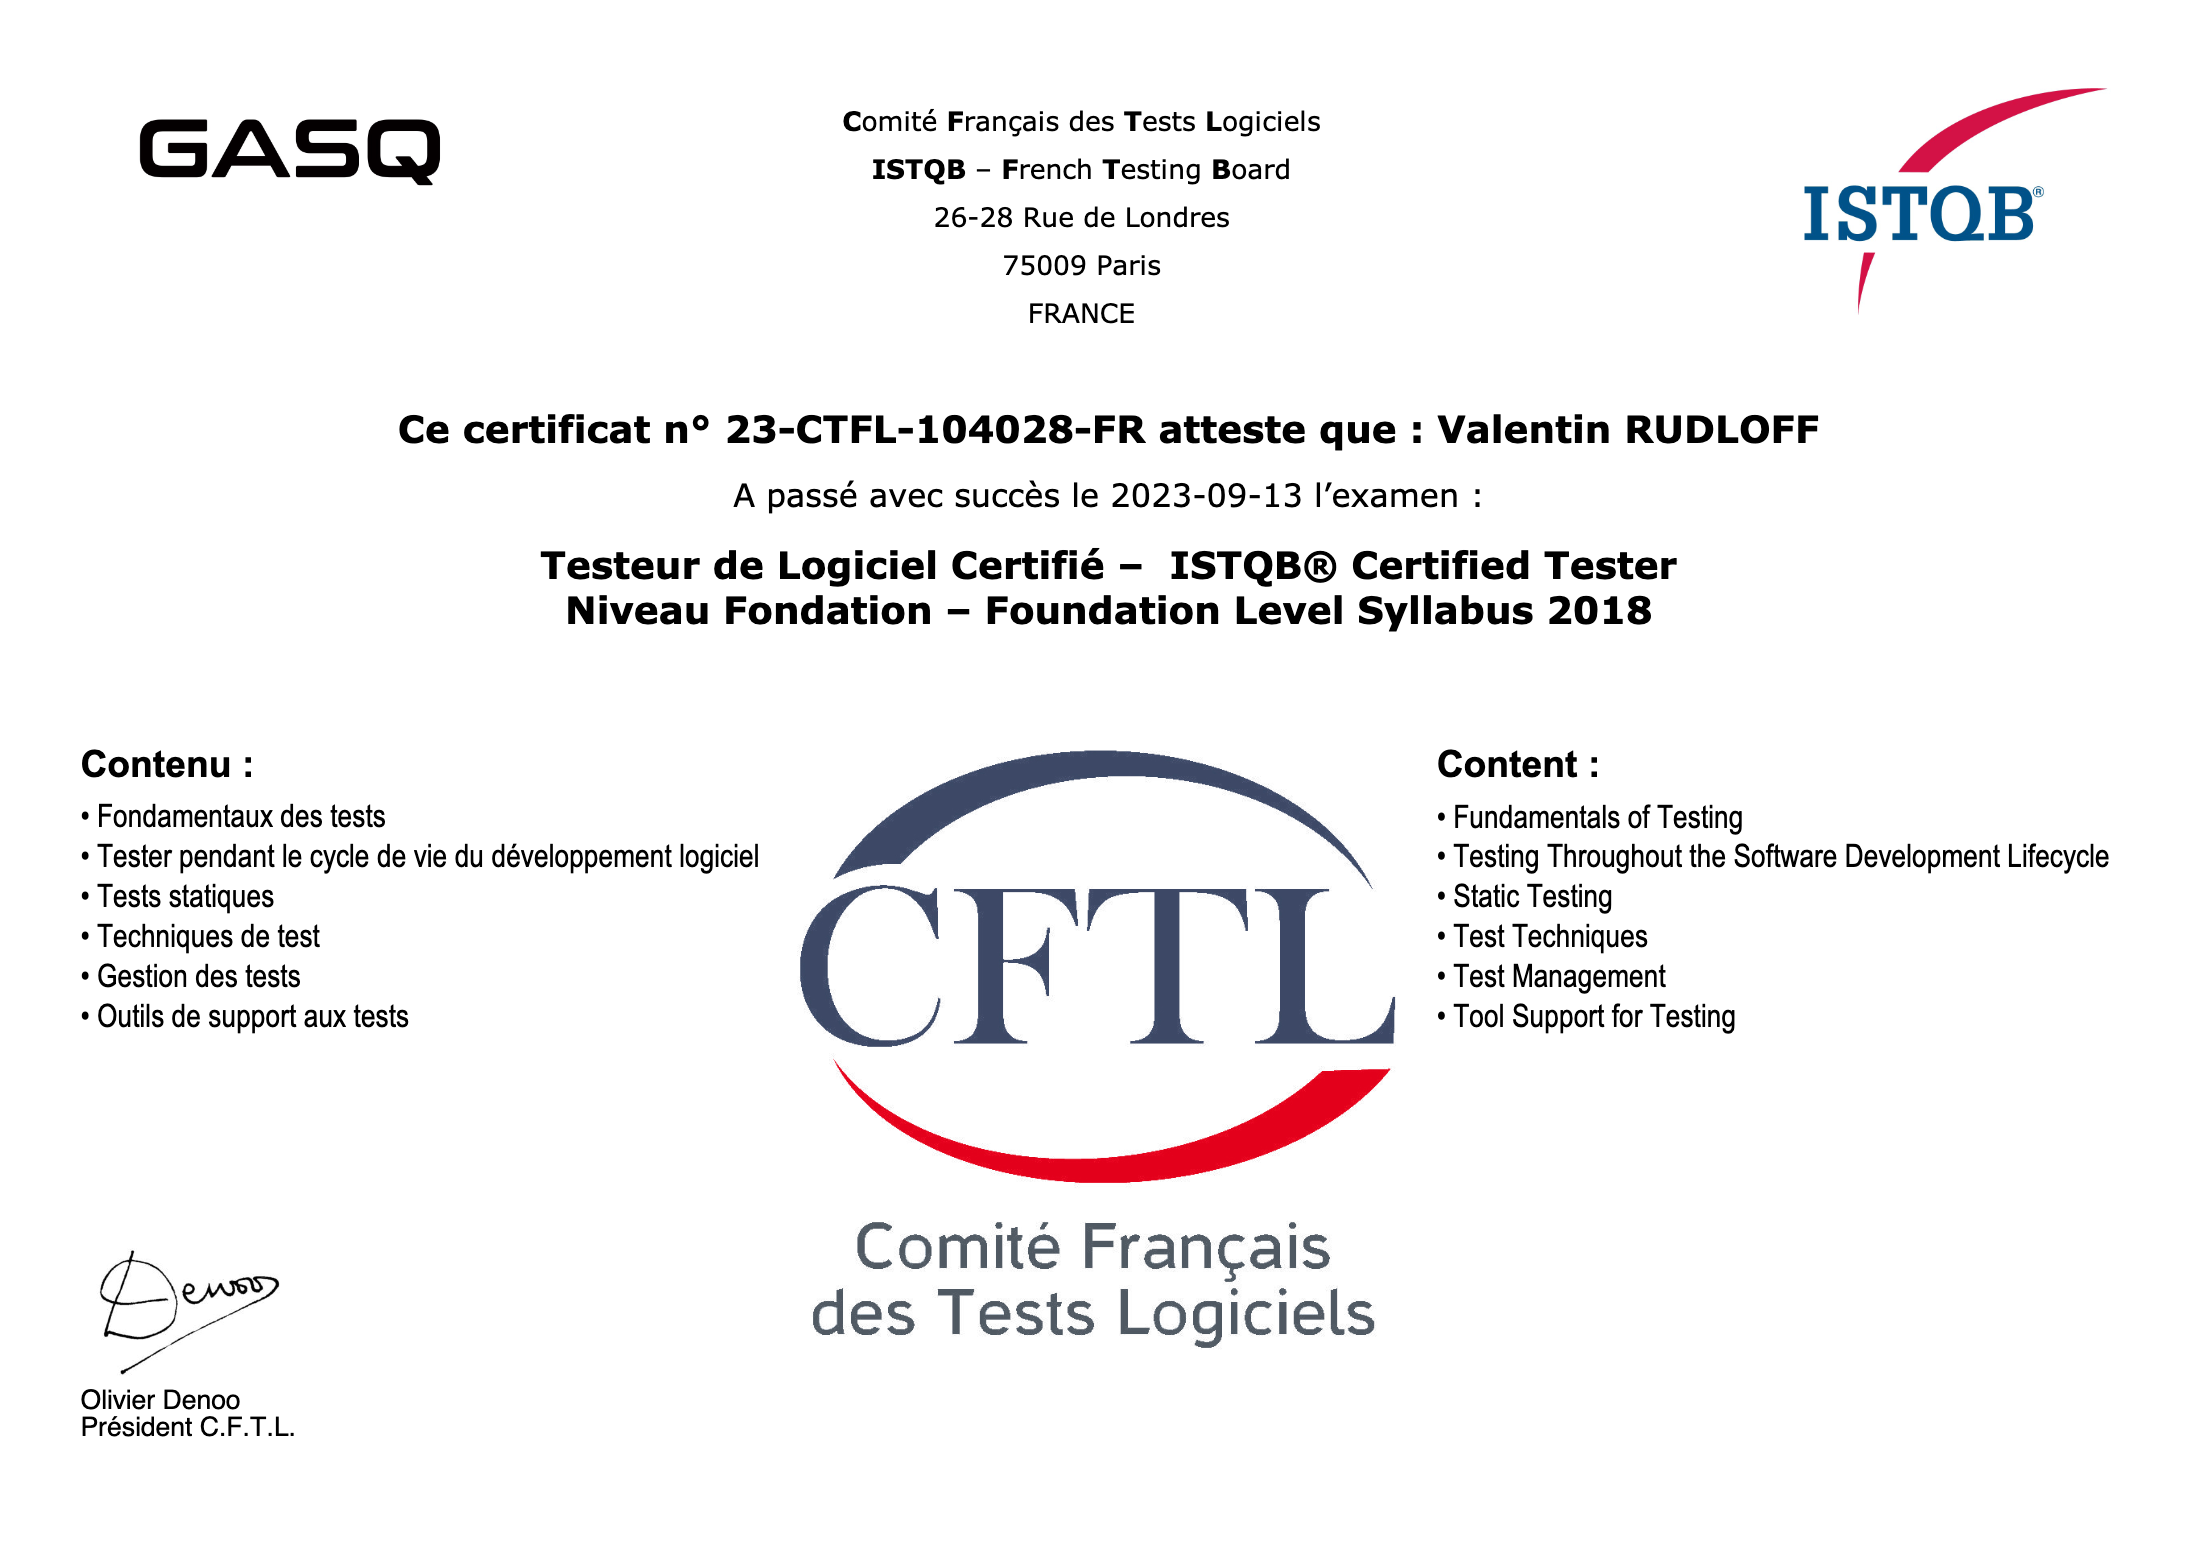 GASQ
Comité Français des Tests Logiciels
ISTQB – French Testing Board
26-28 Rue de Londres
75009 Paris
FRANCE
ISTQB®
Ce certificat n° 23-CTFL-104028-FR atteste que : Valentin RUDLOFF
A passé avec succès le 2023-09-13 l’examen :
Testeur de Logiciel Certifié – ISTQB® Certified Tester
Niveau Fondation – Foundation Level Syllabus 2018
Contenu :
• Fondamentaux des tests
• Tester pendant le cycle de vie du développement logiciel
• Tests statiques
• Techniques de test
• Gestion des tests
• Outils de support aux tests
CFTL
Comité Français
des Tests Logiciels
Content :
• Fundamentals of Testing
• Testing Throughout the Software Development Lifecycle
• Static Testing
• Test Techniques
• Test Management
• Tool Support for Testing
Denoo
Olivier Denoo
Président C.F.T.L.